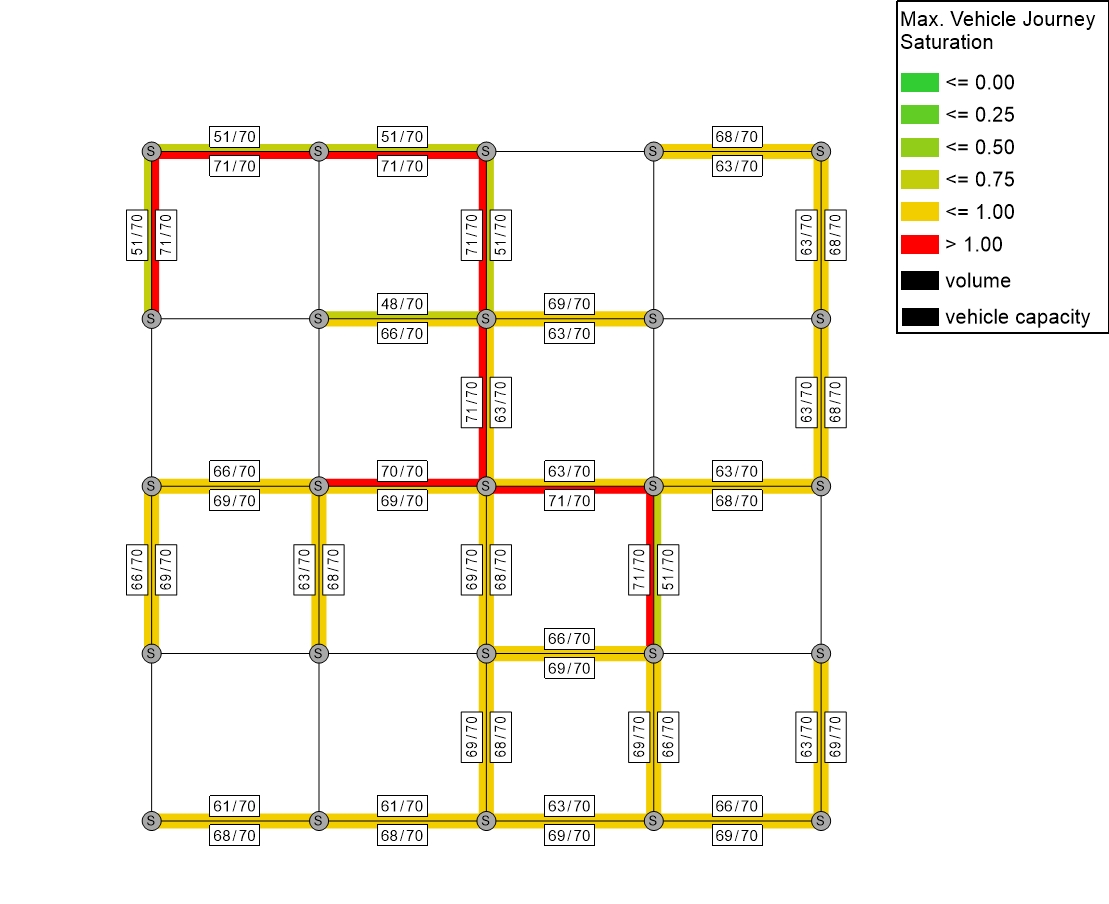 Max. Vehicle Journey
Saturation
<= 0.00
<= 0.25
<= 0.50
<= 0.75
<= 1.00
> 1.00
volume
vehicle capacity
51/70 51/70 68/70
S S S S S
71/70 71/70 63/70
51/70 71/70 71/70 51/70 63/70 68/70
48/70 69/70
S S S S S
66/70 63/70
71/70 63/70 63/70 68/70
66/70 70/70 63/70 63/70
S S S S S
69/70 69/70 71/70 68/70
66/70 69/70 63/70 68/70 69/70 68/70 71/70 51/70
66/70
S S S S S
69/70
69/70 68/70 69/70 66/70 63/70 69/70
61/70 61/70 63/70 66/70
S S S S S
68/70 68/70 69/70 69/70